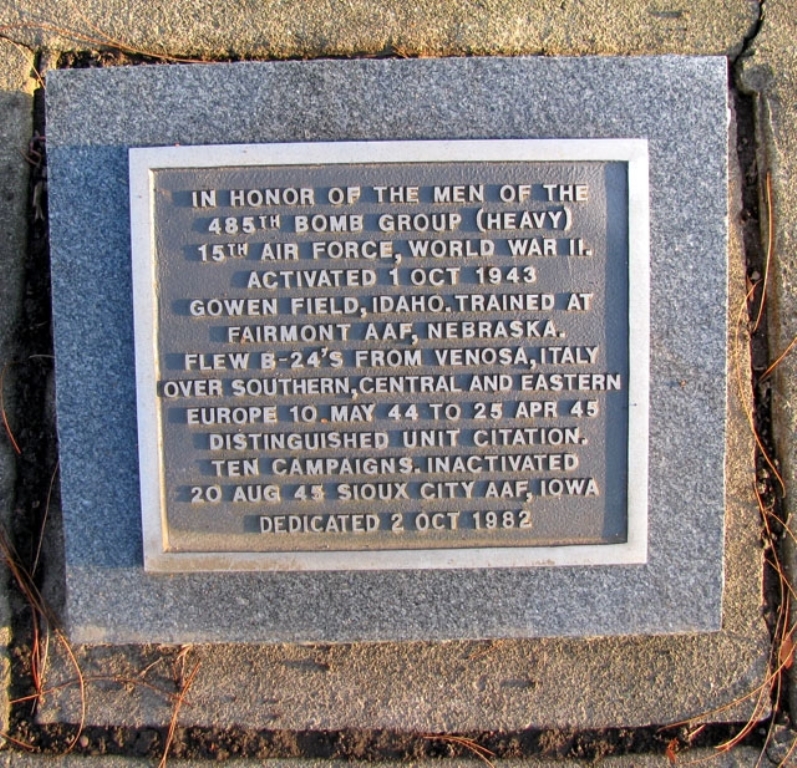 IN HONOR OF THE MEN OF THE
485TH BOMB GROUP (HEAVY)
15TH AIR FORCE, WORLD WAR II.
ACTIVATED 1 OCT 1943
GOWEN FIELD, IDAHO. TRAINED AT
FAIRMONT AAF, NEBRASKA.
FLEW B-24'S FROM VENOSA, ITALY
OVER SOUTHERN, CENTRAL AND EASTERN
EUROPE 10 MAY 44 TO 25 APR 45
DISTINGUISHED UNIT CITATION.
TEN CAMPAIGNS. INACTIVATED
20 AUG 45 SIOUX CITY AAF, IOWA
DEDICATED 2 OCT 1982